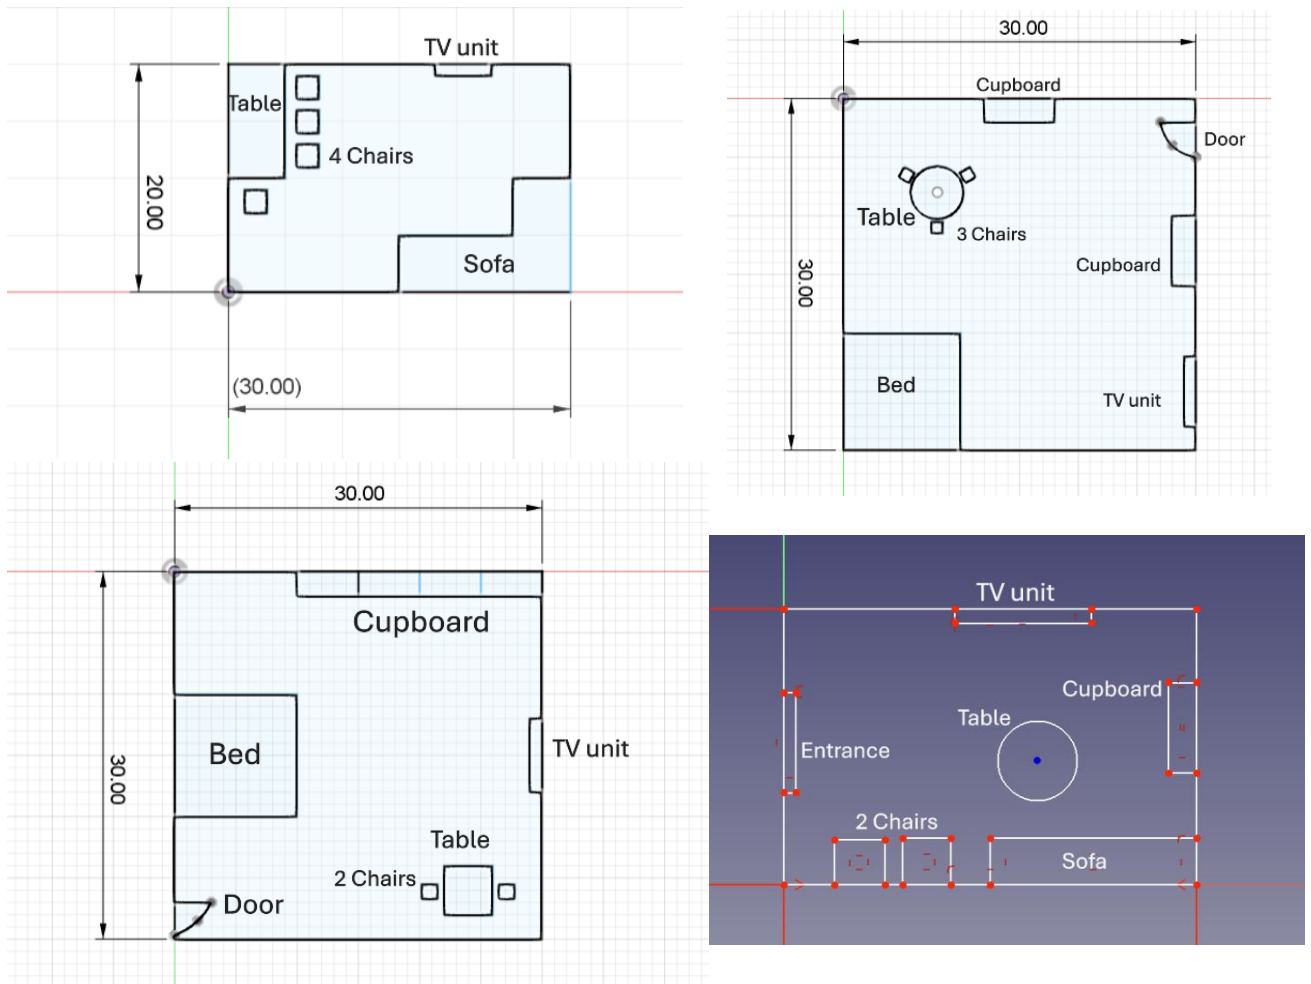 TV unit
Table
4 Chairs
20.00
Sofa
(30.00)
30.00
Cupboard
Door
Table
3 Chairs
Cupboard
30.00
Bed
TV unit
30.00
Cupboard
Bed
TV unit
30.00
Table
2 Chairs
Door
TV unit
Cupboard
Table
Entrance
2 Chairs
Sofa